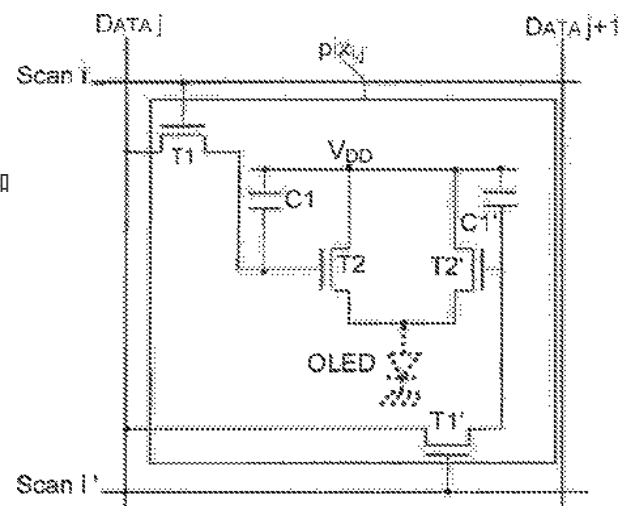 DATA j
DATA j+1
pix i,j
Scan i
T1
VDD
C1
C1'
T2
T2'
OLED
T1'
Scan i'